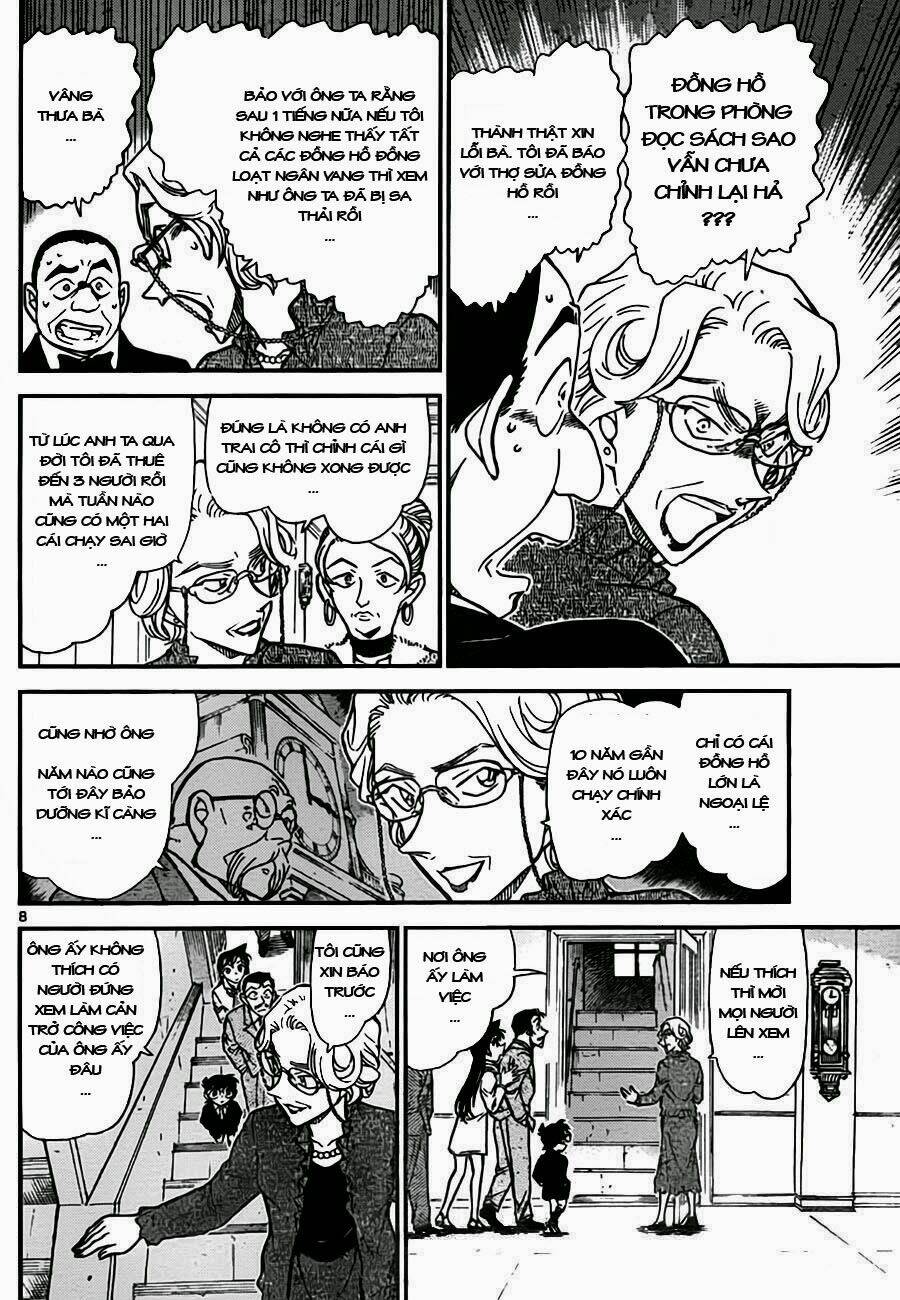 ĐỒNG HỒ
TRONG PHÒNG
ĐỌC SÁCH SAO
VẪN CHƯA
CHỈNH LẠI HẢ
???
THÀNH THẬT XIN
LỖI BÀ. TÔI ĐÃ BÁO
VỚI THỢ SỬA ĐỒNG
HỒ RỒI
...
BẢO VỚI ÔNG TA RẰNG
SAU 1 TIẾNG NỮA NẾU TÔI
KHÔNG NGHE THẤY TẤT
CẢ CÁC ĐỒNG HỒ ĐỒNG
LOẠT NGÂN VANG THÌ XEM
NHƯ ÔNG TA ĐÃ BỊ SA
THẢI RỒI
...
VÂNG
THƯA BÀ
...
ĐÚNG LÀ KHÔNG CÓ ANH
TRAI CÔ THÌ CHỈNH CÁI GÌ
CŨNG KHÔNG XONG ĐƯỢC
...
TỪ LÚC ANH TA QUA
ĐỜI TÔI ĐÃ THUÊ
ĐẾN 3 NGƯỜI RỒI
MÀ TUẦN NÀO
CŨNG CÓ MỘT HAI
CÁI CHẠY SAI GIỜ
...
CHỈ CÓ CÁI
ĐỒNG HỒ
LỚN LÀ
NGOẠI LỆ
...
10 NĂM GẦN
ĐÂY NÓ LUÔN
CHẠY CHÍNH
XÁC
...
CŨNG NHỜ ÔNG
NĂM NÀO CŨNG
TỚI ĐÂY BẢO
DƯỠNG KĨ CÀNG
...
8
NẾU THÍCH
THÌ MỜI
MỌI NGƯỜI
LÊN XEM
...
NƠI ÔNG
ẤY LÀM
VIỆC
...
TÔI CŨNG
XIN BÁO
TRƯỚC
...
ÔNG ẤY KHÔNG
THÍCH CÓ
NGƯỜI ĐỨNG
XEM LÀM CẢN
TRỞ CÔNG VIỆC
CỦA ÔNG ẤY
ĐÂU
...